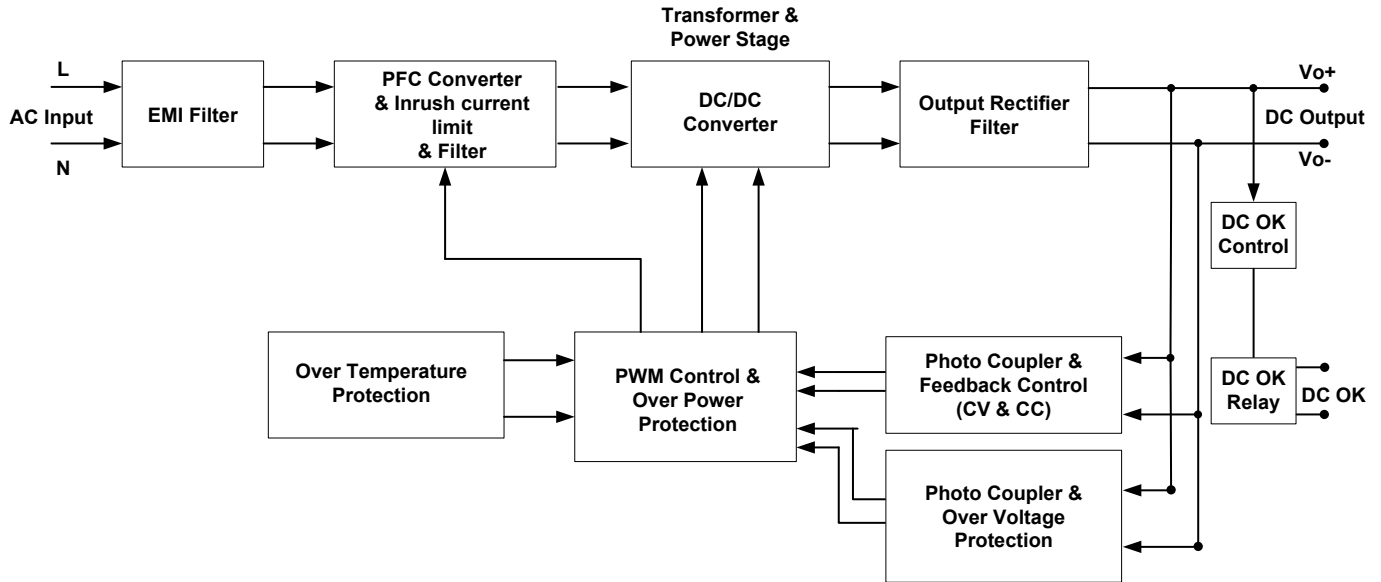 Transformer &
Power Stage
L
AC Input
N
EMI Filter
PFC Converter
& Inrush current
limit
& Filter
DC/DC
Converter
Output Rectifier
Filter
Vo+
DC Output
Vo-
DC OK
Control
Over Temperature
Protection
PWM Control &
Over Power
Protection
Photo Coupler &
Feedback Control
(CV & CC)
DC OK
Relay
DC OK
Photo Coupler &
Over Voltage
Protection